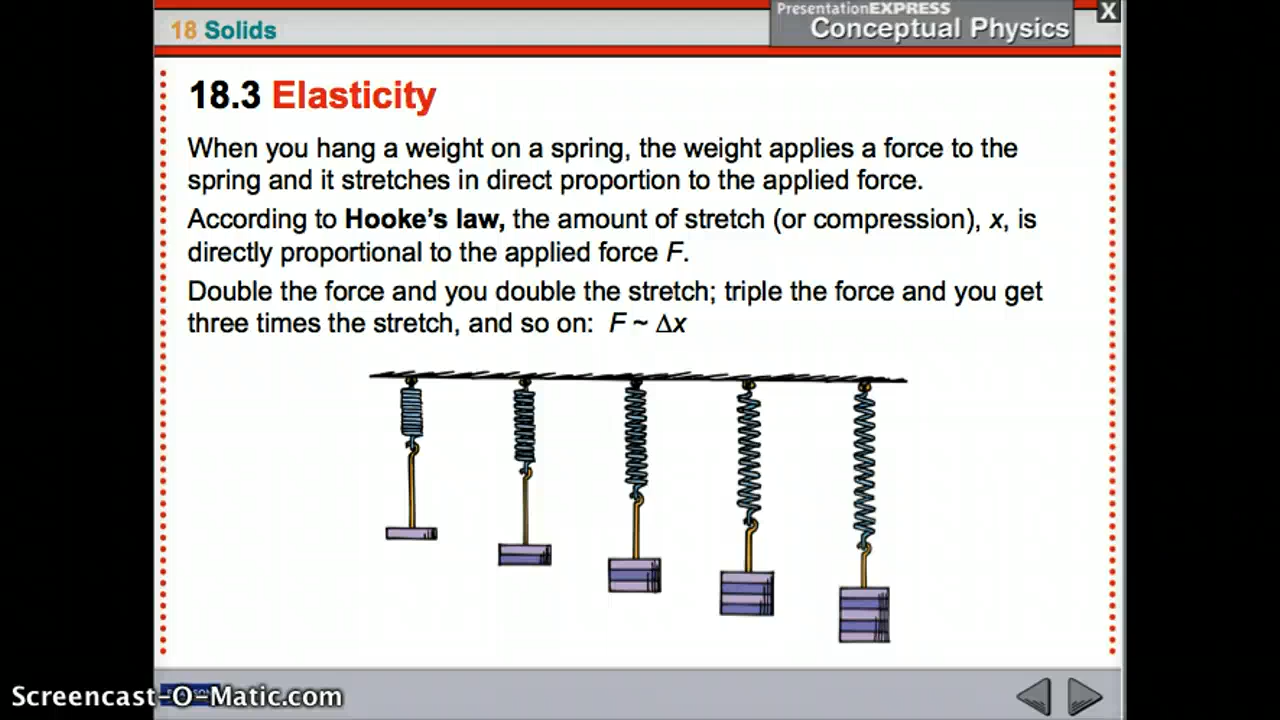 PresentationEXPRESS
X
18 Solids
Conceptual Physics
18.3 Elasticity
When you hang a weight on a spring, the weight applies a force to the
spring and it stretches in direct proportion to the applied force.
According to Hooke's law, the amount of stretch (or compression), x, is
directly proportional to the applied force F.
Double the force and you double the stretch; triple the force and you get
three times the stretch, and so on: F ~ Δx
Screencast-O-Matic.com